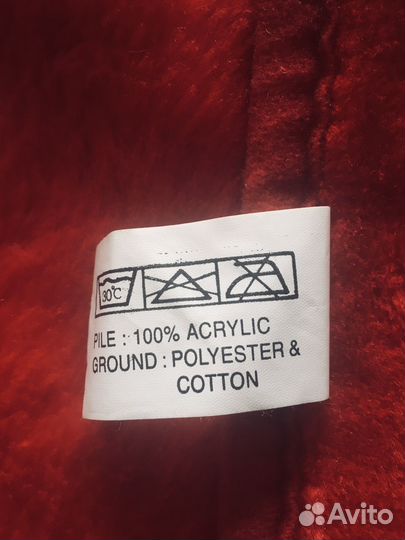 30°C
PILE : 100% ACRYLIC
GROUND : POLYESTER &
COTTON
Avito